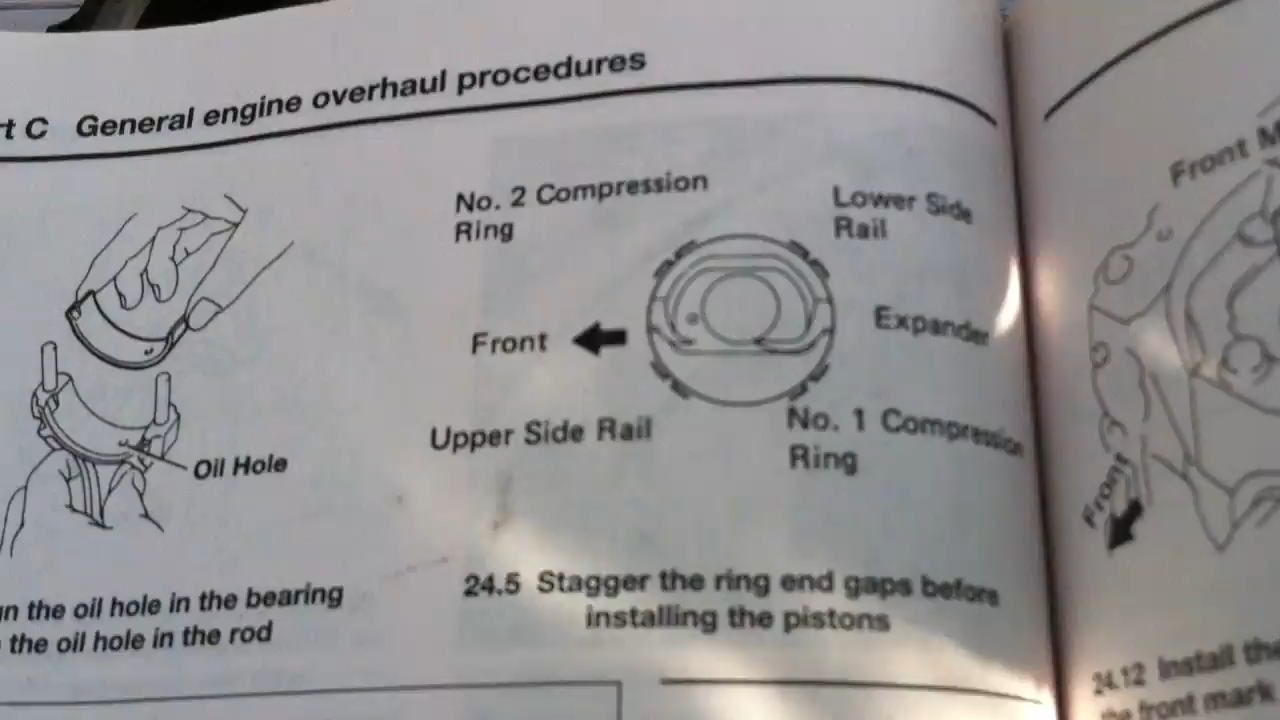 rt C General engine overhaul procedures
No. 2 Compression
Ring
Lower Side
Rail
Front
Expander
Upper Side Rail
No. 1 Compression
Ring
Oil Hole
24.5 Stagger the ring end gaps before
installing the pistons
n the oil hole in the bearing
the oil hole in the rod
Front M
Front
24.12 Install the
the front mark